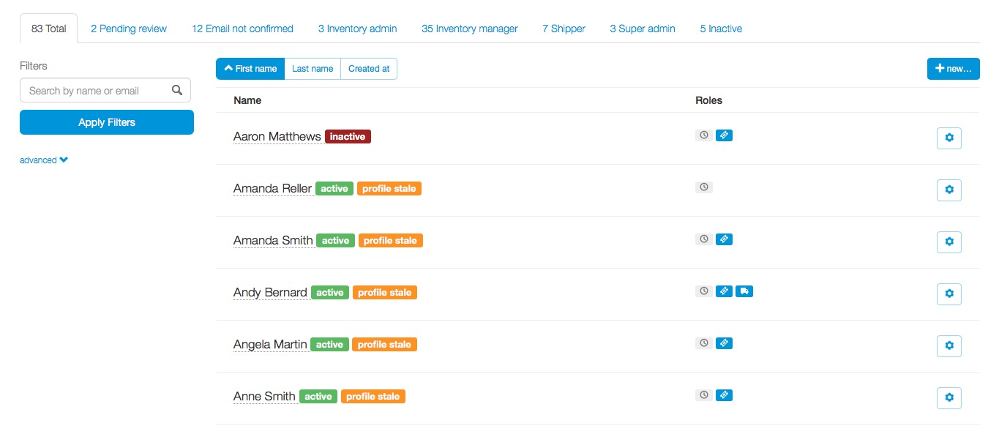 83 Total 2 Pending review 12 Email not confirmed 3 Inventory admin 35 Inventory manager 7 Shipper 3 Super admin 5 Inactive
Filters
Search by name or email
Apply Filters
advanced
First name Last name Created at
new...
Name Roles
Aaron Matthews inactive
Amanda Reller active profile stale
Amanda Smith active profile stale
Andy Bernard active profile stale
Angela Martin active profile stale
Anne Smith active profile stale